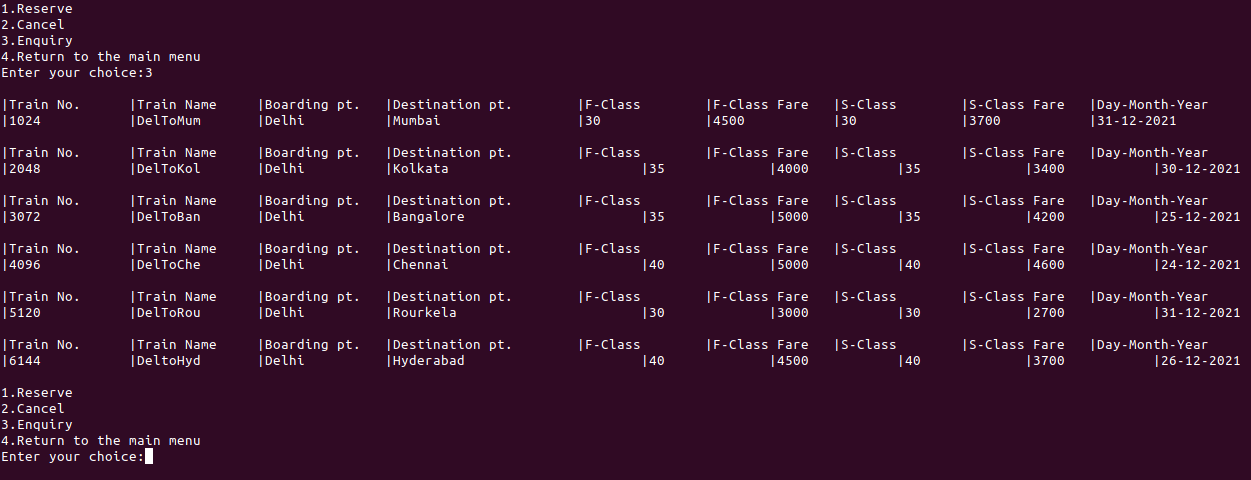 1.Reserve
2.Cancel
3.Enquiry
4.Return to the main menu
Enter your choice:3
|Train No. |Train Name |Boarding pt. |Destination pt. |F-Class |F-Class Fare |S-Class |S-Class Fare |Day-Month-Year
|1024 |DelToMum |Delhi |Mumbai |30 |4500 |30 |3700 |31-12-2021
|Train No. |Train Name |Boarding pt. |Destination pt. |F-Class |F-Class Fare |S-Class |S-Class Fare |Day-Month-Year
|2048 |DelToKol |Delhi |Kolkata |35 |4000 |35 |3400 |30-12-2021
|Train No. |Train Name |Boarding pt. |Destination pt. |F-Class |F-Class Fare |S-Class |S-Class Fare |Day-Month-Year
|3072 |DelToBan |Delhi |Bangalore |35 |5000 |35 |4200 |25-12-2021
|Train No. |Train Name |Boarding pt. |Destination pt. |F-Class |F-Class Fare |S-Class |S-Class Fare |Day-Month-Year
|4096 |DelToChe |Delhi |Chennai |40 |5000 |40 |4600 |24-12-2021
|Train No. |Train Name |Boarding pt. |Destination pt. |F-Class |F-Class Fare |S-Class |S-Class Fare |Day-Month-Year
|5120 |DelToRou |Delhi |Rourkela |30 |3000 |30 |2700 |31-12-2021
|Train No. |Train Name |Boarding pt. |Destination pt. |F-Class |F-Class Fare |S-Class |S-Class Fare |Day-Month-Year
|6144 |DeltoHyd |Delhi |Hyderabad |40 |4500 |40 |3700 |26-12-2021
1.Reserve
2.Cancel
3.Enquiry
4.Return to the main menu
Enter your choice: